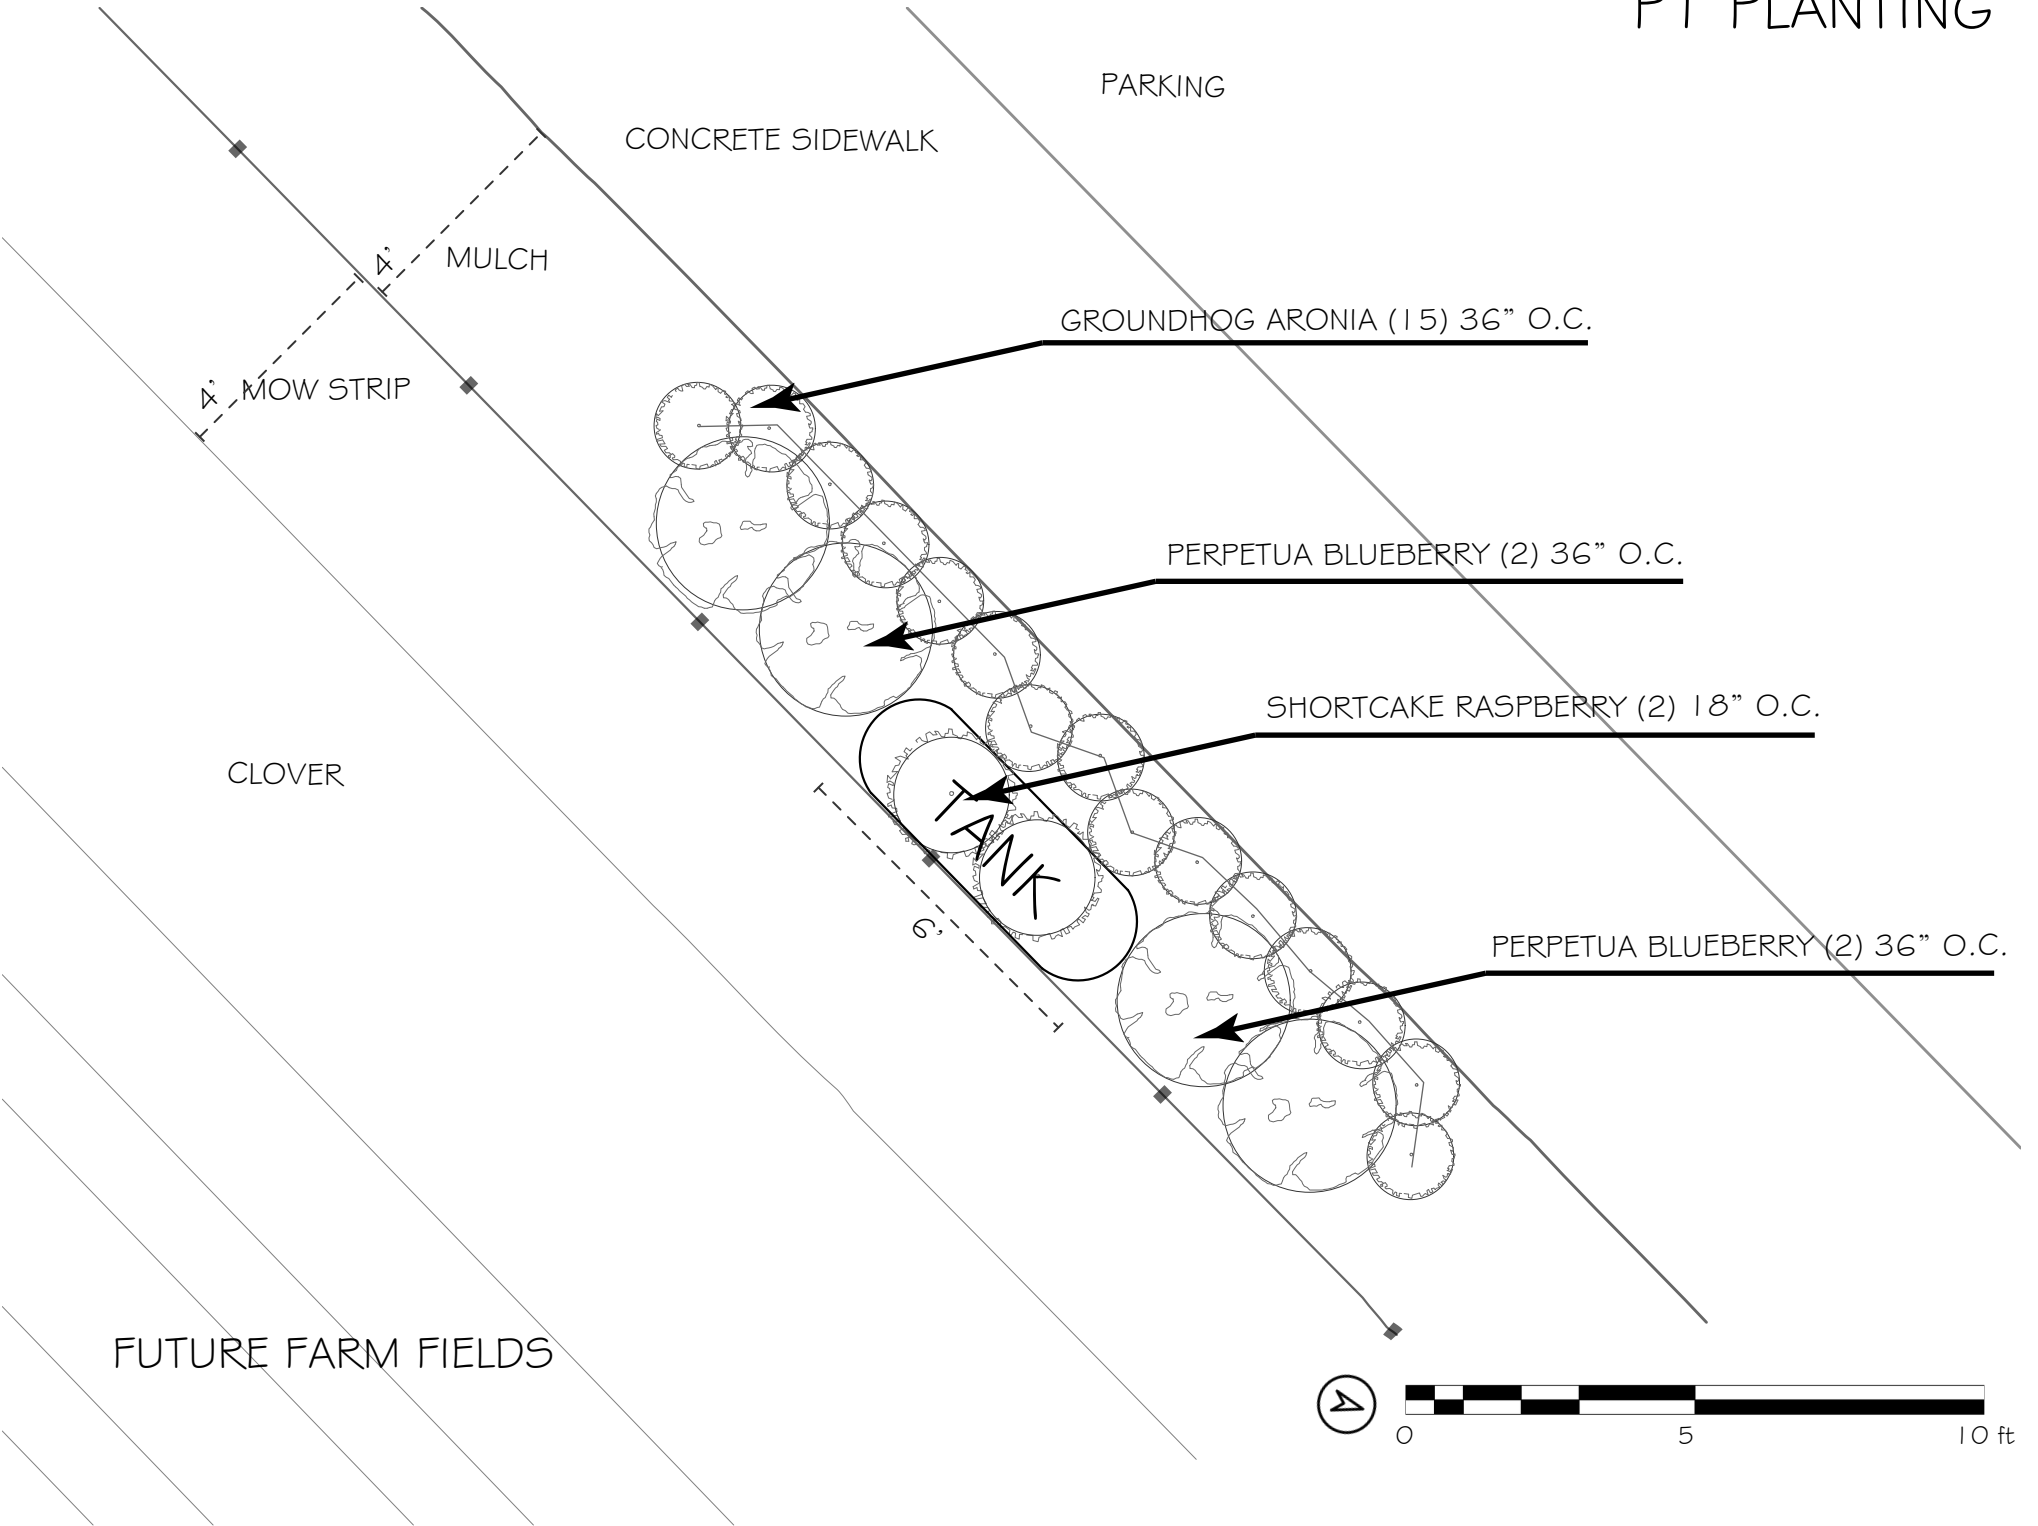 PLANTING
PARKING
CONCRETE SIDEWALK
4'
MULCH
GROUNDHOG ARONIA (15) 36” O.C.
4'
MOW STRIP
PERPETUA BLUEBERRY (2) 36” O.C.
SHORTCAKE RASPBERRY (2) 18” O.C.
CLOVER
TANK
6'
PERPETUA BLUEBERRY (2) 36” O.C.
FUTURE FARM FIELDS
0 5 10 ft